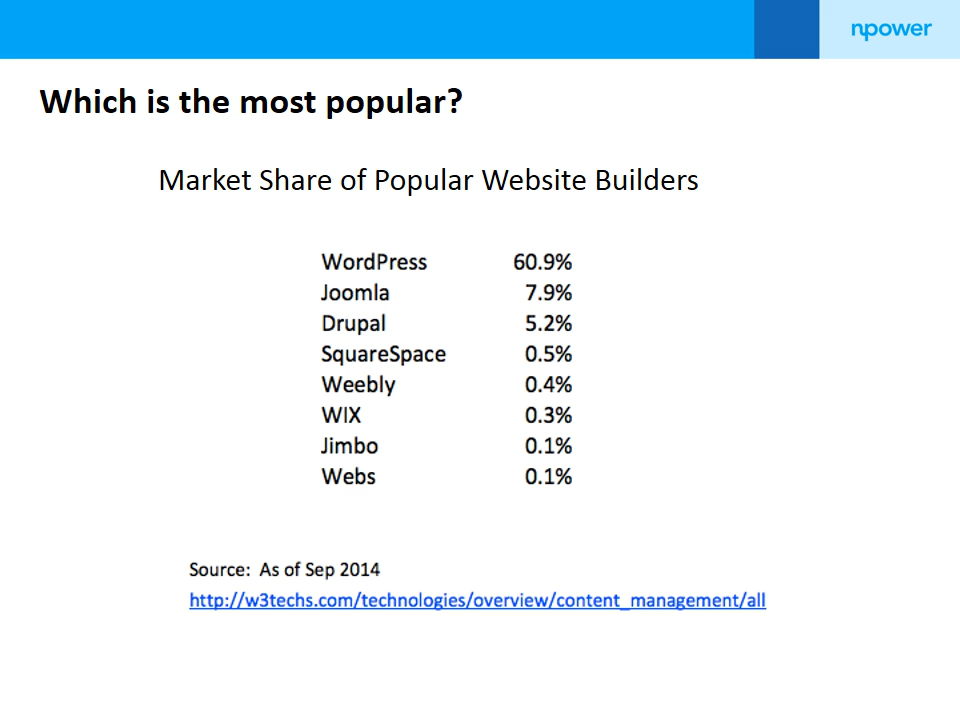 npower
Which is the most popular?
Market Share of Popular Website Builders
WordPress 60.9%
Joomla 7.9%
Drupal 5.2%
SquareSpace 0.5%
Weebly 0.4%
WIX 0.3%
Jimbo 0.1%
Webs 0.1%
Source: As of Sep 2014
http://w3techs.com/technologies/overview/content_management/all